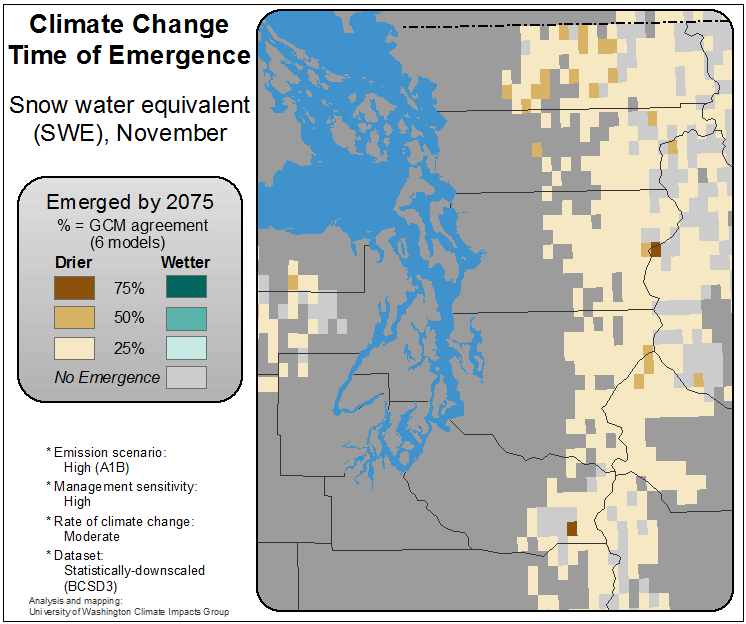 Climate Change
Time of Emergence
Snow water equivalent
(SWE), November
Emerged by 2075
% = GCM agreement
(6 models)
Drier Wetter
75%
50%
25%
No Emergence
* Emission scenario:
High (A1B)
* Management sensitivity:
High
* Rate of climate change:
Moderate
* Dataset:
Statistically-downscaled
(BCSD3)
Analysis and mapping:
University of Washington Climate Impacts Group